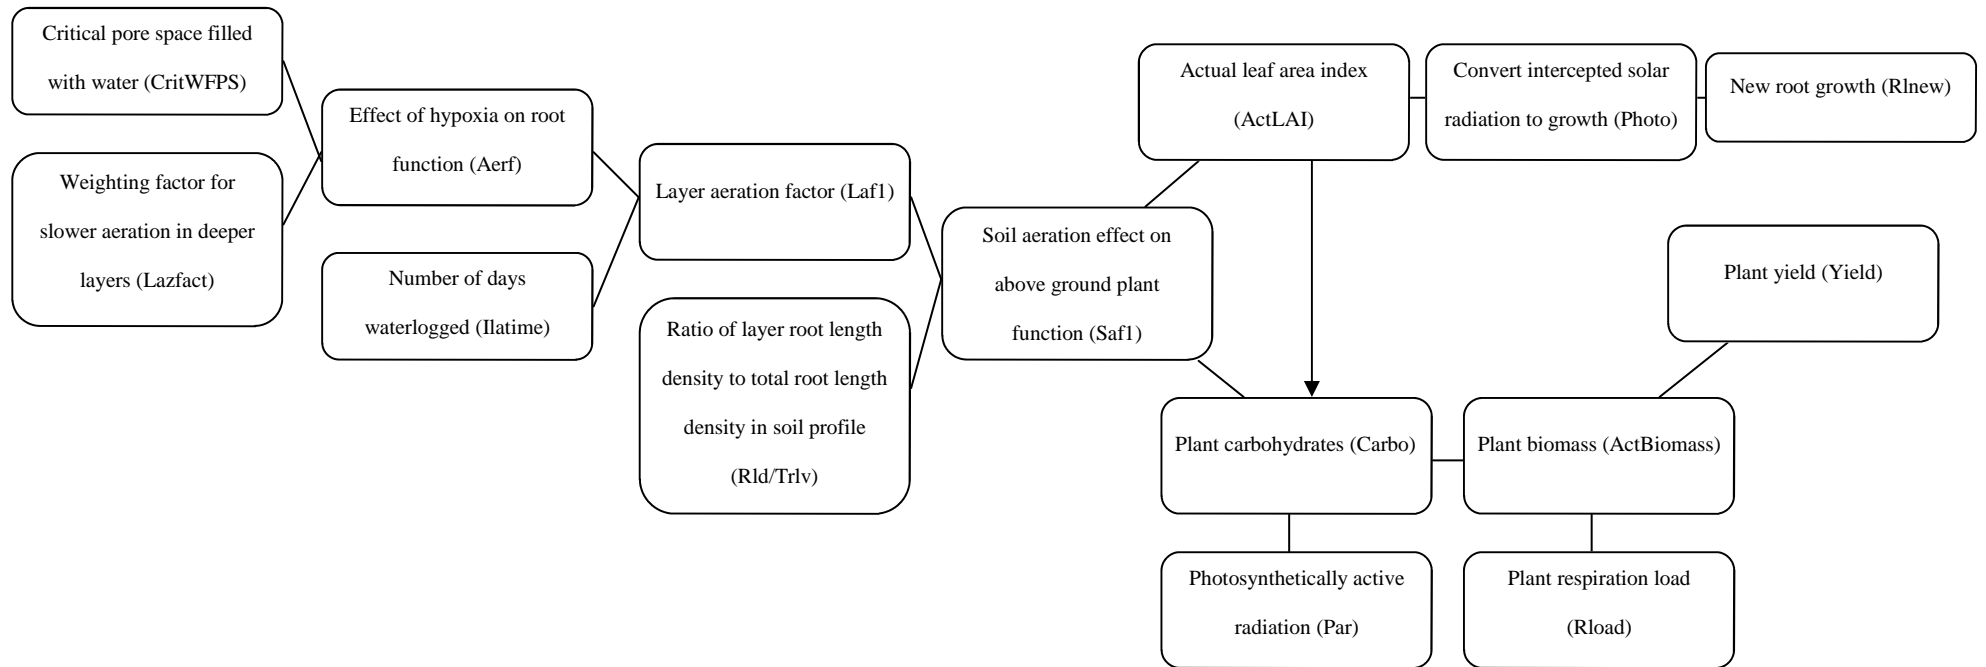 Critical pore space filled
with water (CritWFPS)
Weighting factor for
slower aeration in deeper
layers (Lazfact)
Effect of hypoxia on root
function (Aerf)
Number of days
waterlogged (Ilatime)
Layer aeration factor (Laf1)
Ratio of layer root length
density to total root length
density in soil profile
(Rld/Trlv)
Soil aeration effect on
above ground plant
function (Saf1)
Actual leaf area index
(ActLAI)
Convert intercepted solar
radiation to growth (Photo)
New root growth (Rlnew)
Plant yield (Yield)
Plant carbohydrates (Carbo)
Plant biomass (ActBiomass)
Photosynthetically active
radiation (Par)
Plant respiration load
(Rload)